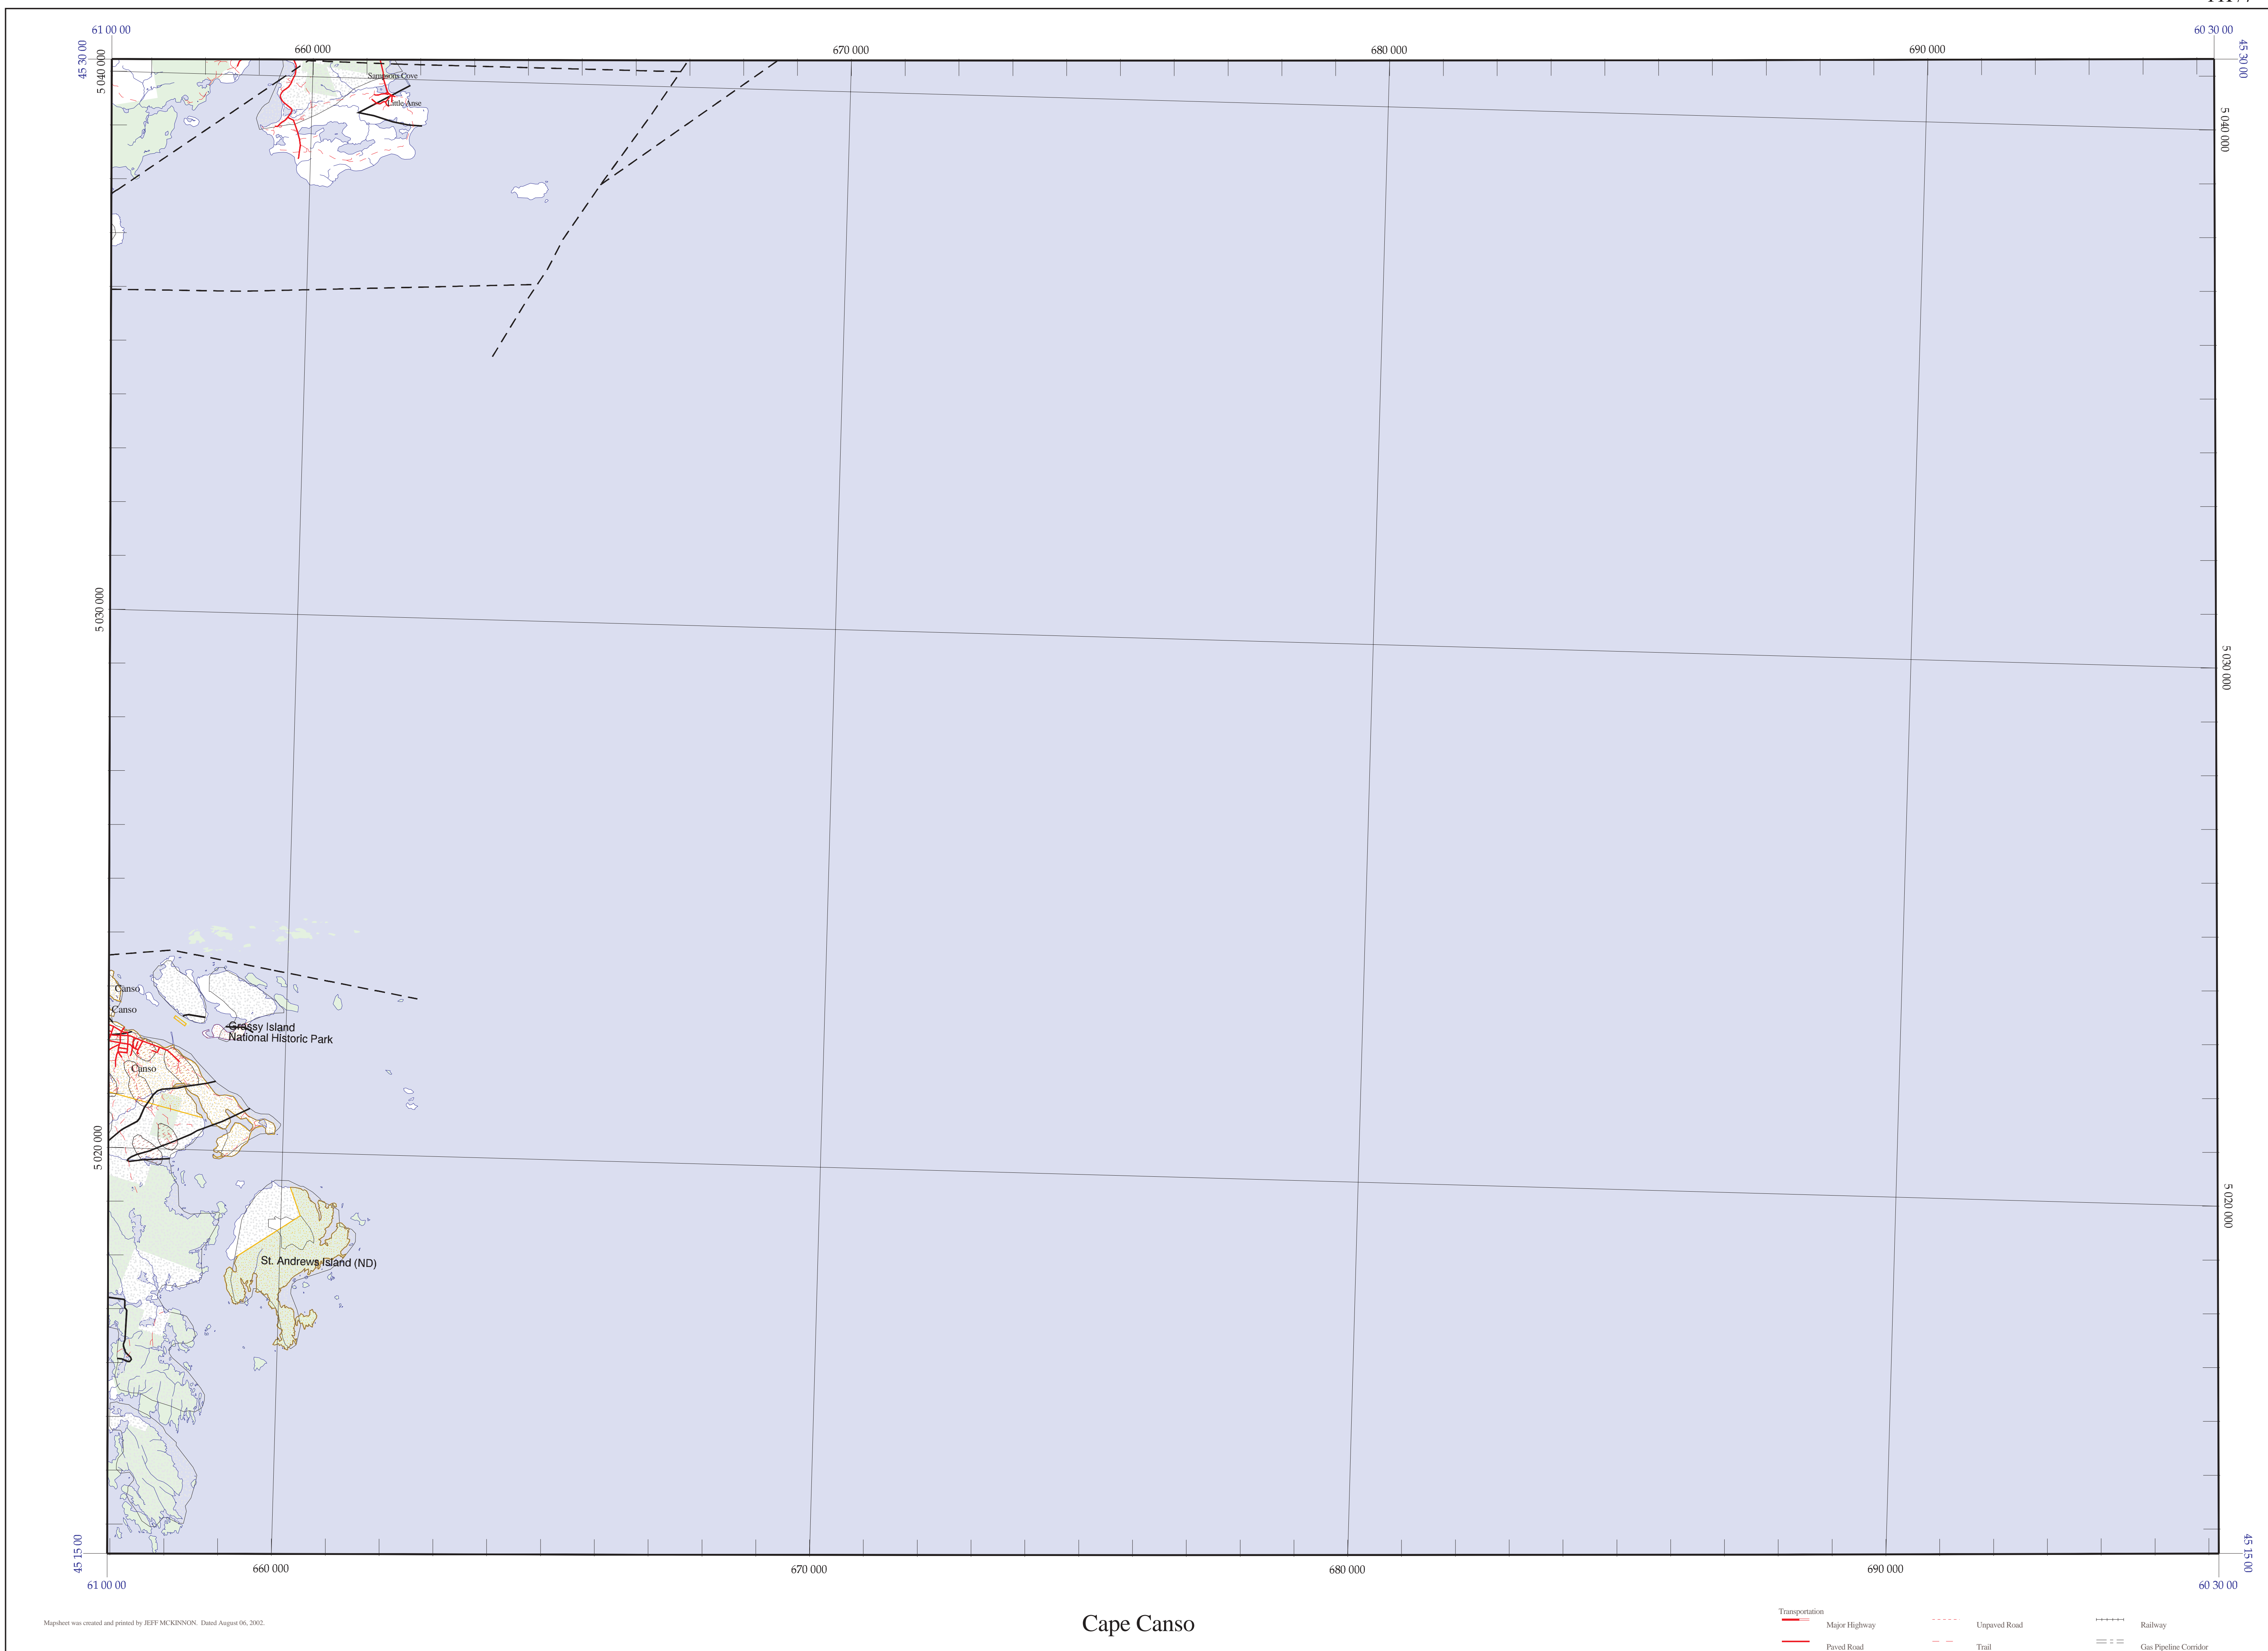 61 00 00
60 30 00
45 30 00
5 040 000
660 000
670 000
680 000
690 000
45 30 00
5 040 000
Sampsons Cove
Little Anse
5 030 000
5 030 000
Canso
Canso
Grassy Island
National Historic Park
Canso
5 020 000
5 020 000
St. Andrews Island (ND)
45 15 00
45 15 00
660 000
670 000
680 000
690 000
61 00 00
60 30 00
Mapsheet was created and printed by JEFF MCKINNON. Dated August 06, 2002.
Cape Canso
Transportation
Major Highway
Unpaved Road
Railway
Paved Road
Trail
Gas Pipeline Corridor